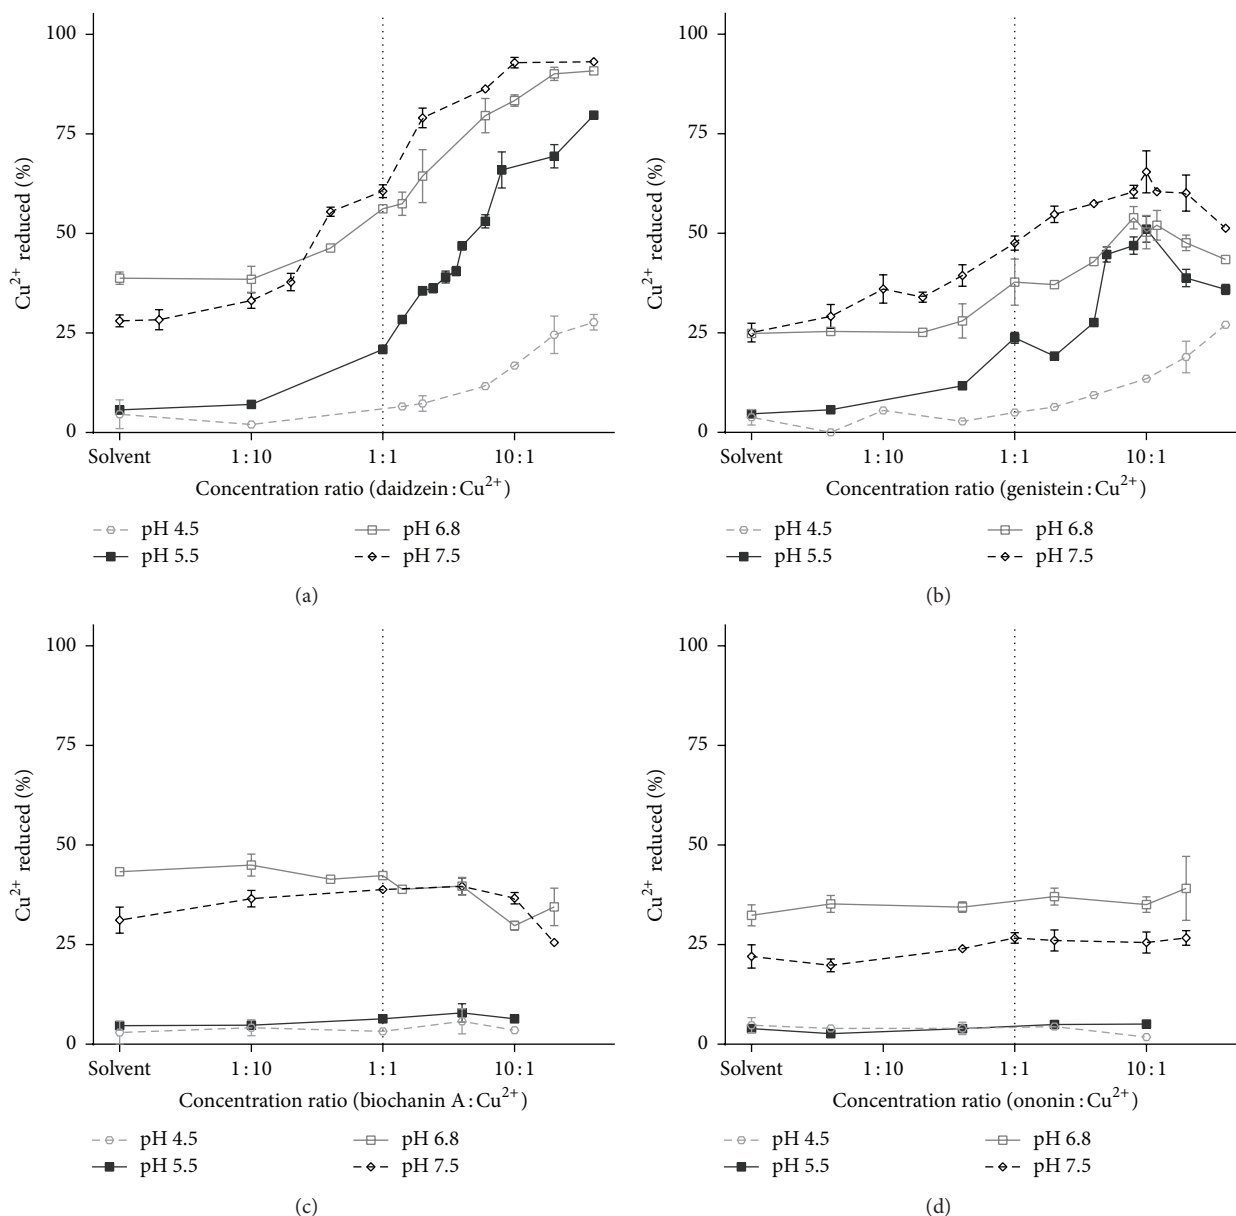 100
75
50
25
0
Cu²⁺ reduced (%)
Solvent 1:10 1:1 10:1
Concentration ratio (daidzein:Cu²⁺)
pH 4.5 pH 6.8
pH 5.5 pH 7.5
(a)
100
75
50
25
0
Cu²⁺ reduced (%)
Solvent 1:10 1:1 10:1
Concentration ratio (genistein:Cu²⁺)
pH 4.5 pH 6.8
pH 5.5 pH 7.5
(b)
100
75
50
25
0
Cu²⁺ reduced (%)
Solvent 1:10 1:1 10:1
Concentration ratio (biochanin A:Cu²⁺)
pH 4.5 pH 6.8
pH 5.5 pH 7.5
(c)
100
75
50
25
0
Cu²⁺ reduced (%)
Solvent 1:10 1:1 10:1
Concentration ratio (ononin:Cu²⁺)
pH 4.5 pH 6.8
pH 5.5 pH 7.5
(d)